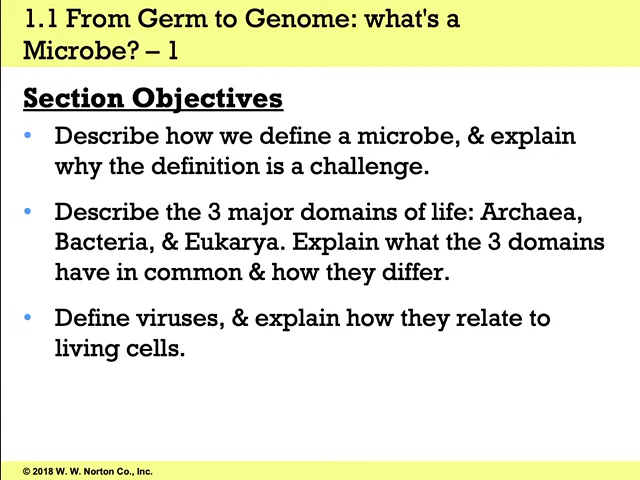 1.1 From Germ to Genome: what's a
Microbe? – 1
Section Objectives
• Describe how we define a microbe, & explain
why the definition is a challenge.
• Describe the 3 major domains of life: Archaea,
Bacteria, & Eukarya. Explain what the 3 domains
have in common & how they differ.
• Define viruses, & explain how they relate to
living cells.
© 2018 W. W. Norton Co., Inc.